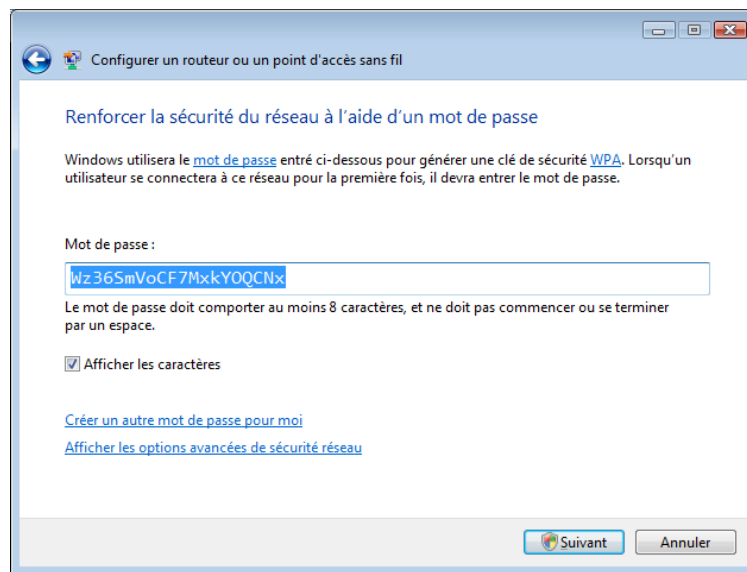 Configurer un routeur ou un point d'accès sans fil
Renforcer la sécurité du réseau à l'aide d'un mot de passe
Windows utilisera le mot de passe entré ci-dessous pour générer une clé de sécurité WPA. Lorsqu'un
utilisateur se connectera à ce réseau pour la première fois, il devra entrer le mot de passe.
Mot de passe :
Wz36SmVoCF7MxkYOQCNx
Le mot de passe doit comporter au moins 8 caractères, et ne doit pas commencer ou se terminer
par un espace.
Afficher les caractères
Créer un autre mot de passe pour moi
Afficher les options avancées de sécurité réseau
Suivant Annuler